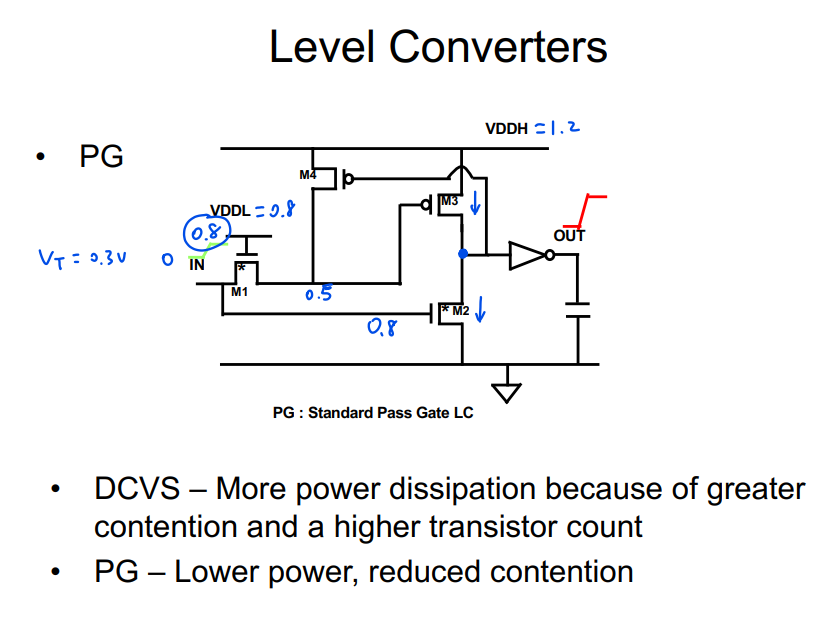 Level Converters
VDDH =1.2
• PG
M4
M3
VDDL =0.8
0.8
OUT
VT = 0.3V 0 IN
*
M1
0.5
* M2
0.8
PG : Standard Pass Gate LC
• DCVS – More power dissipation because of greater
contention and a higher transistor count
• PG – Lower power, reduced contention